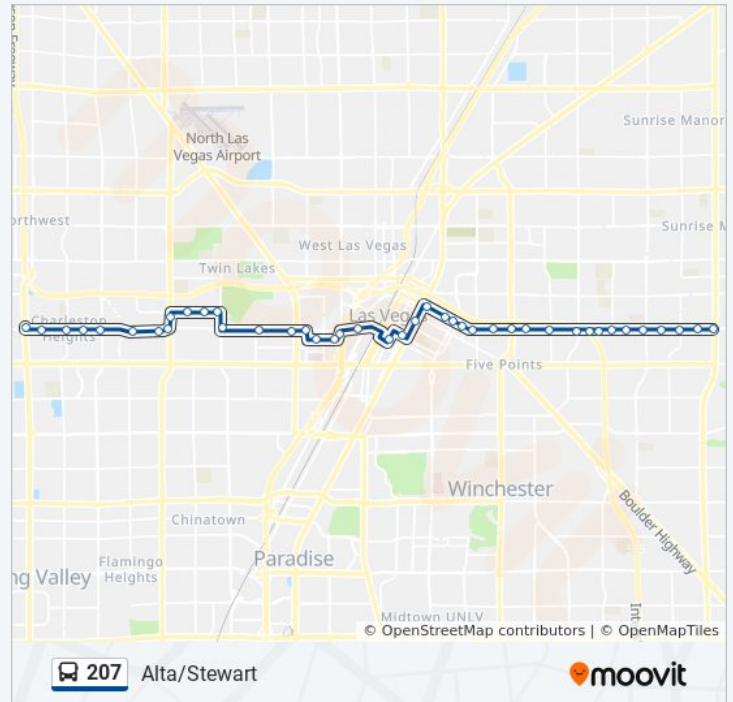 Sunrise Manor
North Las
Vegas Airport
orthwest
Sunrise M
West Las Vegas
Twin Lakes
Las Veg
Charleston
Heights
Five Points
Winchester
Boulder Highway
Chinatown
Paradise
Flamingo
Heights
ng Valley
Midtown UNLV
Int
© OpenStreetMap contributors | © OpenMapTiles
207 Alta/Stewart
moovit